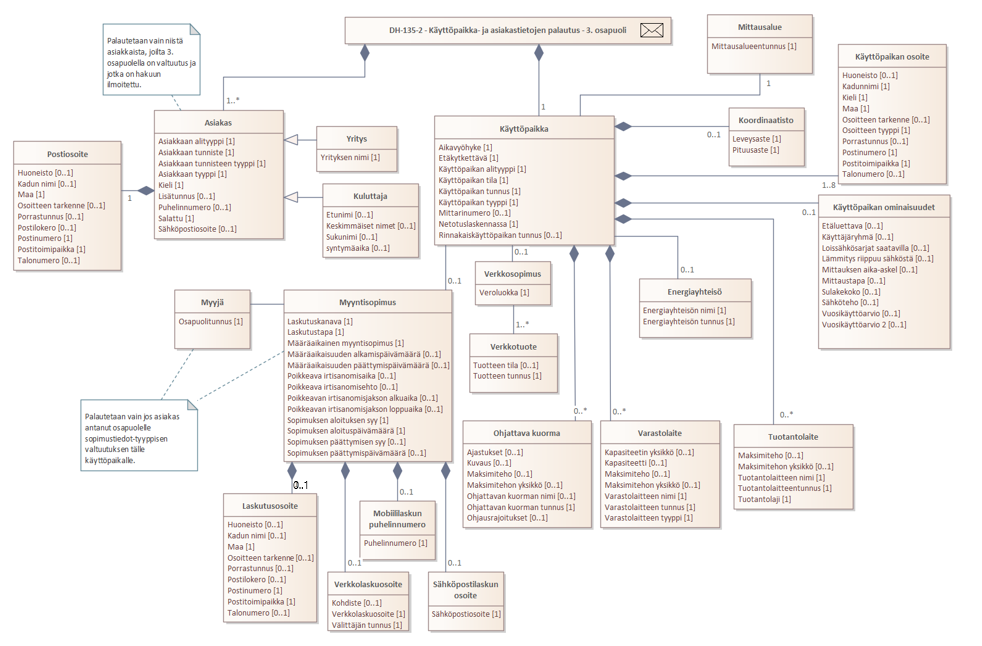 DH-135-2 - Käyttöpaikka- ja asiakastietojen palautus - 3. osapuoli
Palautetaan vain niistä
asiakkaista, joilta 3.
osapuolella on valtuutus ja
jotka on hakuun
ilmoitettu.
1..*
1
Mittausalue
Mittausalueentunnus [1]
1
Käyttöpaikan osoite
Huoneisto [0..1]
Kadunnimi [1]
Kieli [1]
Maa [1]
Osoitteen tarkenne [0..1]
Osoitteen tyyppi [1]
Porrastunnus [0..1]
Postinumero [1]
Postitoimipaikka [1]
Talonumero [0..1]
1..8
Asiakas
Asiakkaan alityyppi [1]
Asiakkaan tunniste [1]
Asiakkaan tunnisteen tyyppi [1]
Asiakkaan tyyppi [1]
Kieli [1]
Lisätunnus [0..1]
Puhelinnumero [0..1]
Salattu [1]
Sähköpostiosoite [0..1]
Yritys
Yrityksen nimi [1]
Kuluttaja
Etunimi [0..1]
Keskimmäiset nimet [0..1]
Sukunimi [0..1]
syntymäaika [0..1]
Postiosoite
Huoneisto [0..1]
Kadun nimi [0..1]
Maa [1]
Osoitteen tarkenne [0..1]
Porrastunnus [0..1]
Postilokero [0..1]
Postinumero [1]
Postitoimipaikka [1]
Talonumero [0..1]
1
Käyttöpaikka
Aikavyöhyke [1]
Etäkytkettävä [1]
Käyttöpaikan alityyppi [1]
Käyttöpaikan tila [1]
Käyttöpaikan tunnus [1]
Käyttöpaikan tyyppi [1]
Mittarinumero [0..1]
Netotuslaskennassa [1]
Rinnakaiskäyttöpaikan tunnus [0..1]
Koordinaatisto
Leveysaste [1]
Pituusaste [1]
0..1
Käyttöpaikan ominaisuudet
Etäluettava [0..1]
Käyttäjäryhmä [0..1]
Loissähkösarjat saatavilla [0..1]
Lämmitys riippuu sähköstä [0..1]
Mittauksen aika-askel [0..1]
Mittaustapa [0..1]
Sulakekoko [0..1]
Sähköteho [0..1]
Vuosikäyttöarvio [0..1]
Vuosikäyttöarvio 2 [0..1]
0..1
0..1
0..1
0..1
Verkkosopimus
Veroluokka [1]
1..*
Verkkotuote
Tuotteen tila [0..1]
Tuotteen tunnus [1]
Energiayhteisö
Energiayhteisön nimi [1]
Energiayhteisön tunnus [1]
Myyjä
Osapuolitunnus [1]
Myyntisopimus
Laskutuskanava [1]
Laskutustapa [1]
Määräaikainen myyntisopimus [1]
Määräaikaisuuden alkamispäivämäärä [0..1]
Määräaikaisuuden päättymispäivämäärä [0..1]
Poikkeava irtisanomisaika [0..1]
Poikkeava irtisanomisehto [0..1]
Poikkeavan irtisanomisjakson alkuaika [0..1]
Poikkeavan irtisanomisjakson loppuaika [0..1]
Sopimuksen aloituksen syy [1]
Sopimuksen aloituspäivämäärä [1]
Sopimuksen päättymisen syy [0..1]
Sopimuksen päättymispäivämäärä [0..1]
Palautetaan vain jos asiakas
antanut osapuolelle
sopimustiedot-tyyppisen
valtuutuksen tälle
käyttöpaikalle.
0..*
0..*
0..*
Ohjattava kuorma
Ajastukset [0..1]
Kuvaus [0..1]
Maksimiteho [0..1]
Maksimitehon yksikkö [0..1]
Ohjattavan kuorman nimi [0..1]
Ohjattavan kuorman tunnus [1]
Ohjausrajoitukset [0..1]
Varastolaite
Kapasiteetin yksikkö [0..1]
Kapasiteetti [0..1]
Maksimiteho [0..1]
Maksimitehon yksikkö [0..1]
Varastolaitteen nimi [0..1]
Varastolaitteen tunnus [1]
Varastolaitteen tyyppi [1]
Tuotantolaite
Maksimiteho [0..1]
Maksimitehon yksikkö [0..1]
Tuotantolaitteen nimi [0..1]
Tuotantolaitteentunnus [1]
Tuotantolaji [1]
0..1
0..1
0..1
0..1
Laskutusosoite
Huoneisto [0..1]
Kadun nimi [0..1]
Maa [1]
Osoitteen tarkenne [0..1]
Porrastunnus [0..1]
Postilokero [0..1]
Postinumero [1]
Postitoimipaikka [1]
Talonumero [0..1]
Mobiililaskun
puhelinnumero
Puhelinnumero [1]
Verkkolaskuosoite
Kohdiste [0..1]
Verkkolaskuosoite [1]
Välittäjän tunnus [1]
Sähköpostilaskun
osoite
Sähköpostiosoite [1]